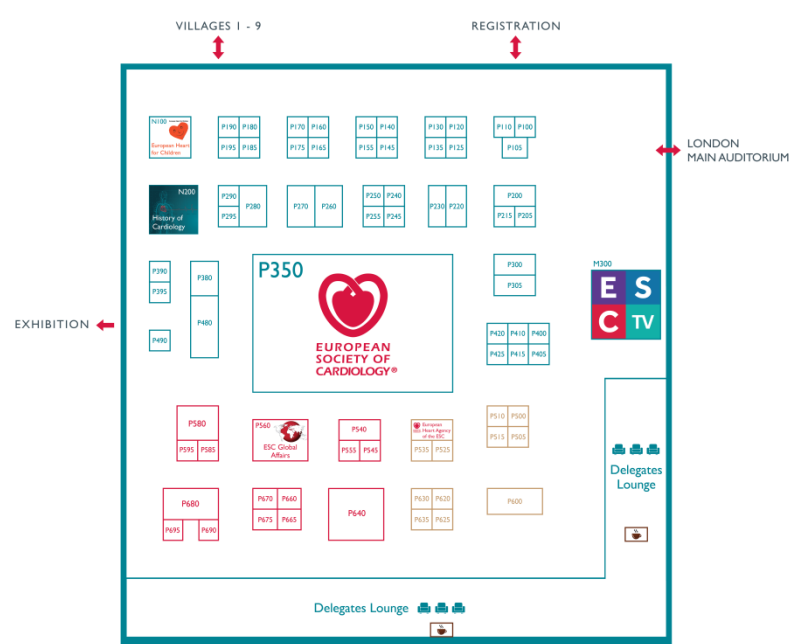 VILLAGES 1 - 9
REGISTRATION
LONDON
MAIN AUDITORIUM
EXHIBITION
N100
European Heart
for Children
P190 P180
P195 P185
P170 P160
P175 P165
P150 P140
P155 P145
P130 P120
P135 P125
P110 P100
P105
N200
History of
Cardiology
P290
P295
P280
P270 P260
P250 P240
P255 P245
P230 P220
P200
P215 P205
P390
P395
P380
P480
P490
P350
EUROPEAN
SOCIETY OF
CARDIOLOGY®
P300
P305
M300
E S
C TV
P420 P410 P400
P425 P415 P405
P580
P595 P585
P560
ESC Global
Affairs
P540
P555 P545
European
Heart Agency
of the ESC
P535 P525
P510 P500
P515 P505
P680
P695 P690
P670 P660
P675 P665
P640
P630 P620
P635 P625
P600
Delegates
Lounge
Delegates Lounge